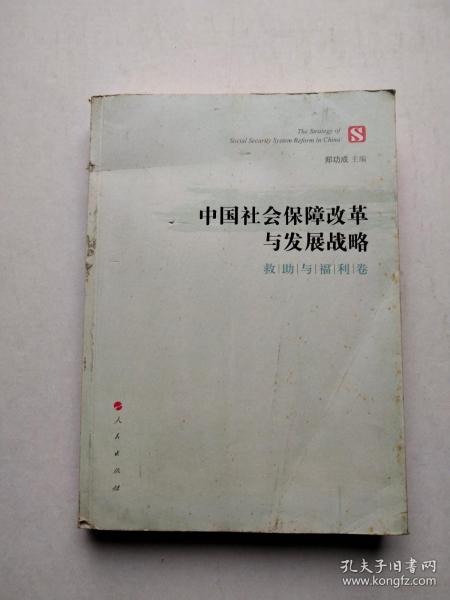 The Strategy of
Social Security System Reform in China
S
郑功成 主编
中国社会保障改革
与发展战略
救|助|与|福|利|卷
人民出版社
孔夫子旧书网
www.kongfz.com